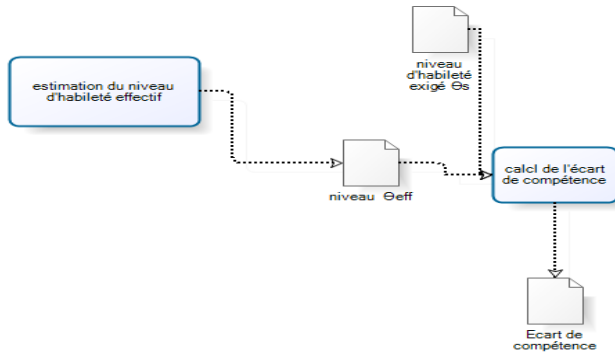 estimation du niveau
d'habileté effectif
niveau
d'habileté
exigé Θs
niveau Θeff
calcl de l'écart
de compétence
Ecart de
compétence